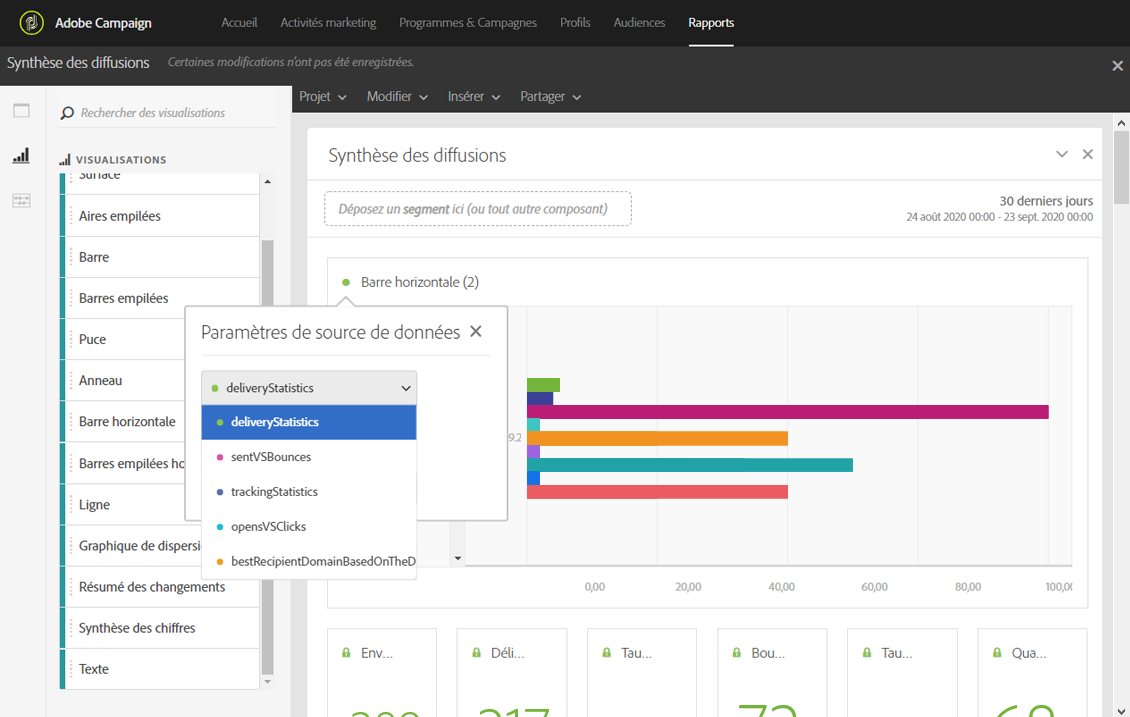 Adobe Campaign
Accueil
Activités marketing
Programmes & Campagnes
Profils
Audiences
Rapports
Synthèse des diffusions
Certaines modifications n'ont pas été enregistrées.
Projet
Modifier
Insérer
Partager
Rechercher des visualisations
VISUALISATIONS
Surface
Aires empilées
Barre
Barres empilées
Puce
Anneau
Barre horizontale
Barres empilées ho
Ligne
Graphique de dispersi
Résumé des changements
Synthèse des chiffres
Texte
Synthèse des diffusions
Déposez un segment ici (ou tout autre composant)
30 derniers jours
24 août 2020 00:00 - 23 sept. 2020 00:00
Barre horizontale (2)
Paramètres de source de données
deliveryStatistics
deliveryStatistics
sentVSBounces
trackingStatistics
opensVSClicks
bestRecipientDomainBasedOnTheD
9.2
0,00
20,00
40,00
60,00
80,00
100,0
Env...
Déli...
Tau...
Bou...
Tau...
Qua...
217
72
68